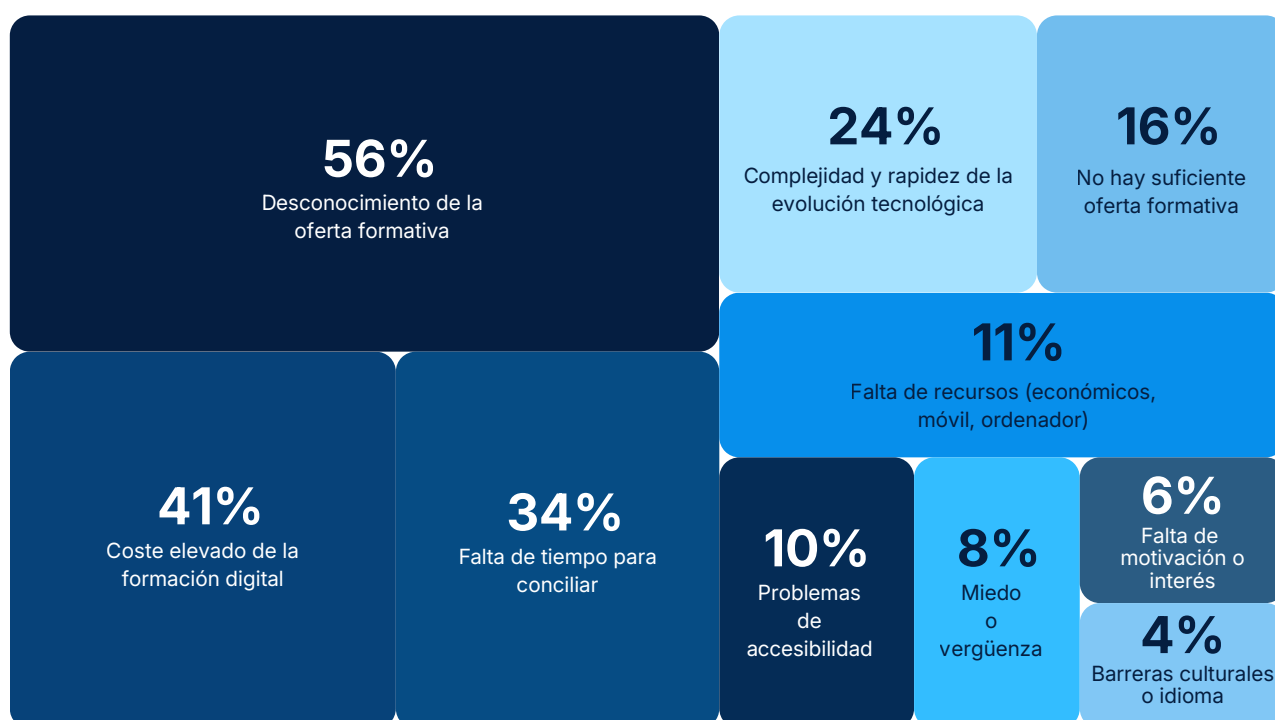 56%
Desconocimiento de la
oferta formativa
24%
Complejidad y rapidez de la
evolución tecnológica
16%
No hay suficiente
oferta formativa
11%
Falta de recursos (económicos,
móvil, ordenador)
41%
Coste elevado de la
formación digital
34%
Falta de tiempo para
conciliar
10%
Problemas
de
accesibilidad
8%
Miedo
o
vergüenza
6%
Falta de
motivación o
interés
4%
Barreras culturales
o idioma